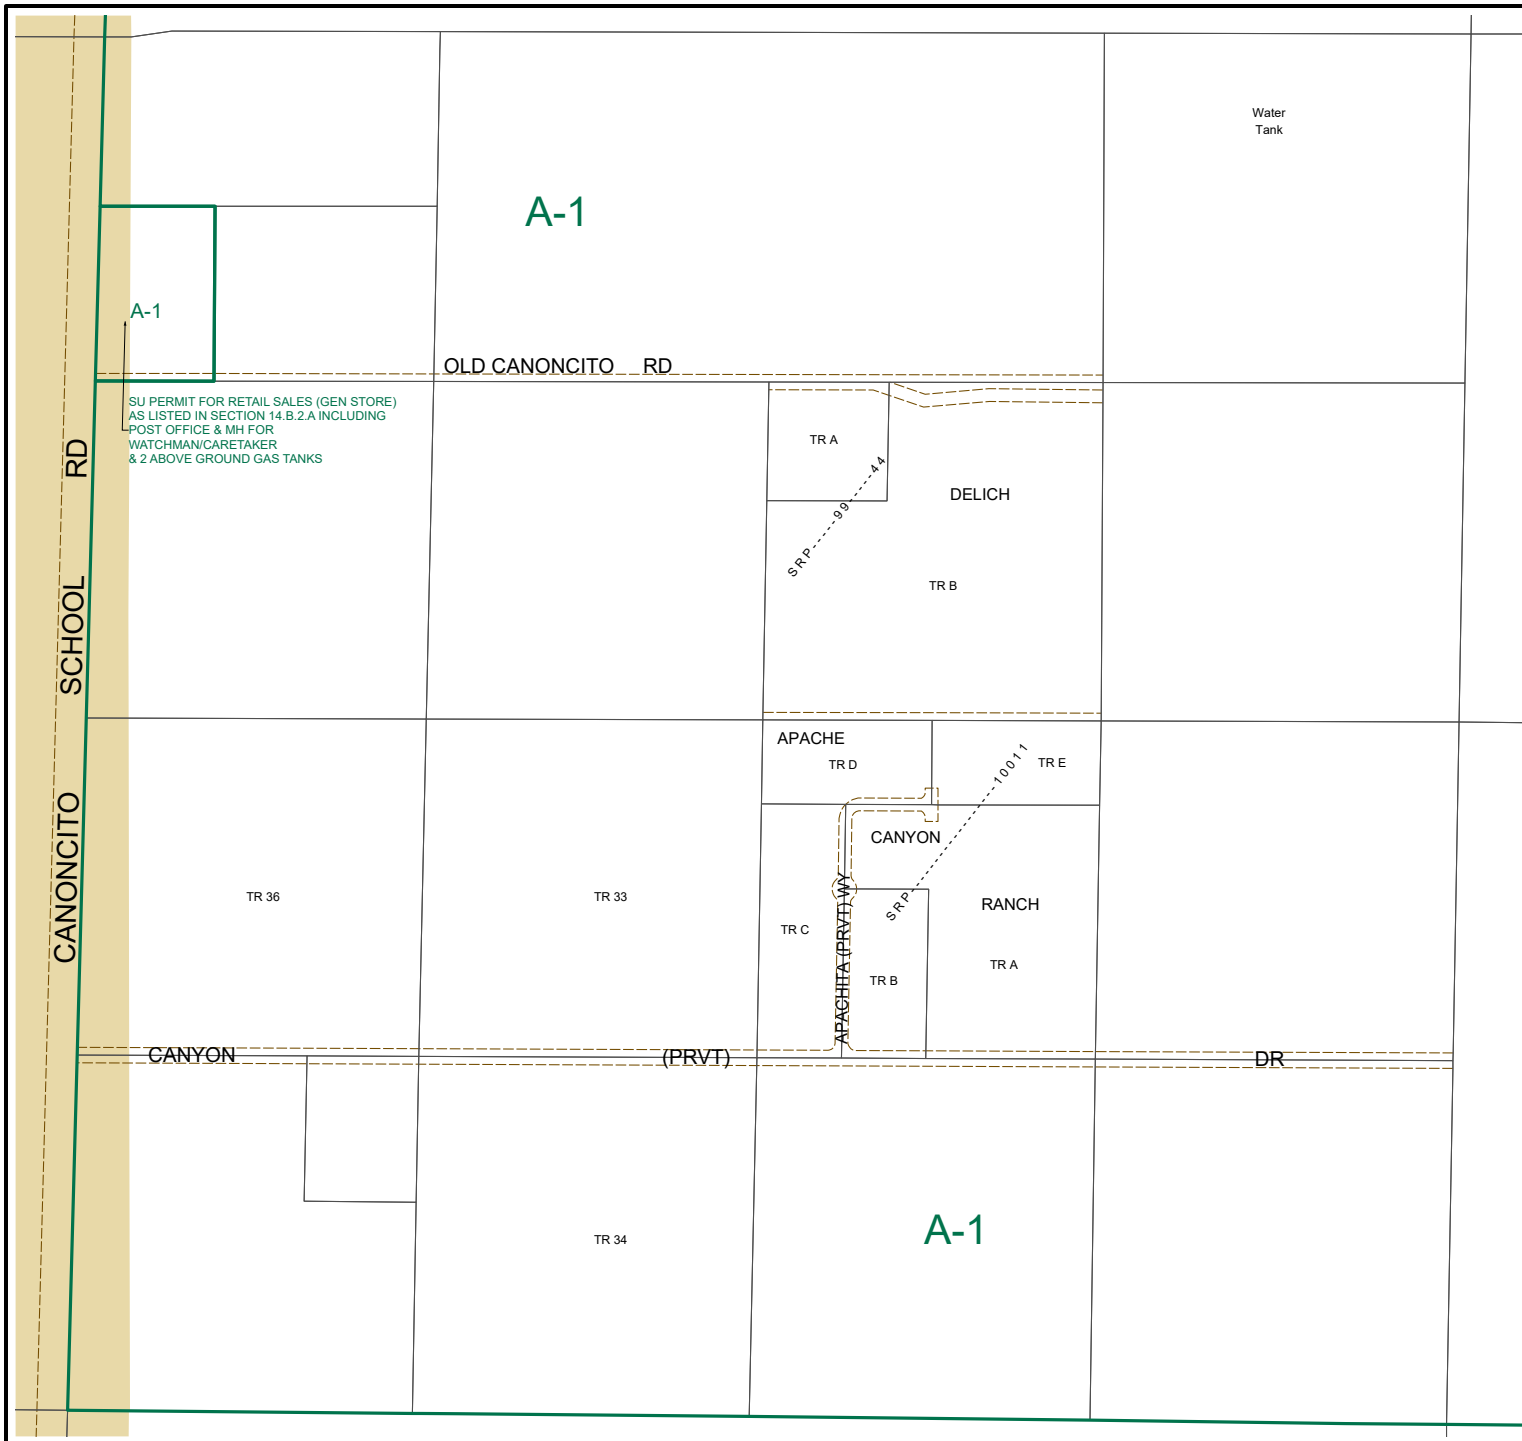 Water
Tank
A-1
A-1
OLD CANONCITO RD
SU PERMIT FOR RETAIL SALES (GEN STORE)
AS LISTED IN SECTION 14.B.2.A INCLUDING
POST OFFICE & MH FOR
WATCHMAN/CARETAKER
& 2 ABOVE GROUND GAS TANKS
CANONCITO SCHOOL RD
TR A
SRP 99 44
DELICH
TR B
APACHE
TR D
TR E
SRP 10011
CANYON
RANCH
TR 36
TR 33
TR C
APACHITA (PRVT) WY
TR B
TR A
CANYON (PRVT) DR
TR 34
A-1